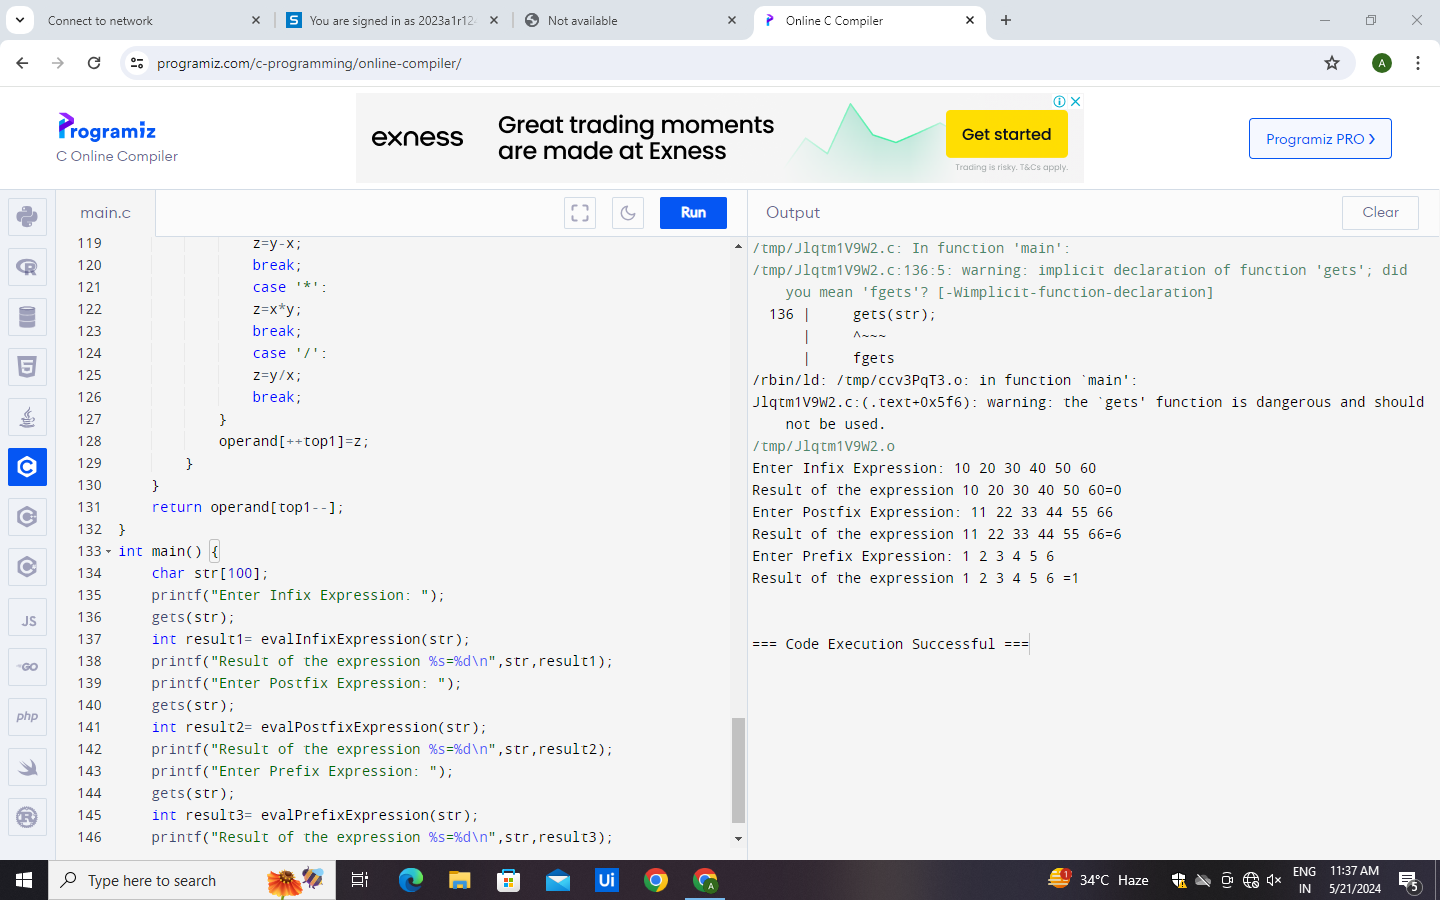 Connect to network
You are signed in as 2023a1r124
Not available
Online C Compiler
programiz.com/c-programming/online-compiler/
A
Programiz
C Online Compiler
exness
Great trading moments
are made at Exness
Get started
Trading is risky. T&Cs apply.
Programiz PRO
main.c
Run
Output
Clear
119 z=y-x;
120 break;
121 case '*':
122 z=x*y;
123 break;
124 case '/':
125 z=y/x;
126 break;
127 }
128 operand[++top1]=z;
129 }
130 }
131 return operand[top1--];
132 }
133 int main() {
134 char str[100];
135 printf("Enter Infix Expression: ");
136 gets(str);
137 int result1= evalInfixExpression(str);
138 printf("Result of the expression %s=%d\n",str,result1);
139 printf("Enter Postfix Expression: ");
140 gets(str);
141 int result2= evalPostfixExpression(str);
142 printf("Result of the expression %s=%d\n",str,result2);
143 printf("Enter Prefix Expression: ");
144 gets(str);
145 int result3= evalPrefixExpression(str);
146 printf("Result of the expression %s=%d\n",str,result3);
/tmp/Jlqtm1V9W2.c: In function 'main':
/tmp/Jlqtm1V9W2.c:136:5: warning: implicit declaration of function 'gets'; did
you mean 'fgets'? [-Wimplicit-function-declaration]
136 | gets(str);
| ^~~~
| fgets
/rbin/ld: /tmp/ccv3PqT3.o: in function `main':
Jlqtm1V9W2.c:(.text+0x5f6): warning: the `gets' function is dangerous and should
not be used.
/tmp/Jlqtm1V9W2.o
Enter Infix Expression: 10 20 30 40 50 60
Result of the expression 10 20 30 40 50 60=0
Enter Postfix Expression: 11 22 33 44 55 66
Result of the expression 11 22 33 44 55 66=6
Enter Prefix Expression: 1 2 3 4 5 6
Result of the expression 1 2 3 4 5 6 =1
=== Code Execution Successful ===
JS
GO
php
Type here to search
Ui
A
1
34°C Haze
ENG
IN
11:37 AM
5/21/2024
5